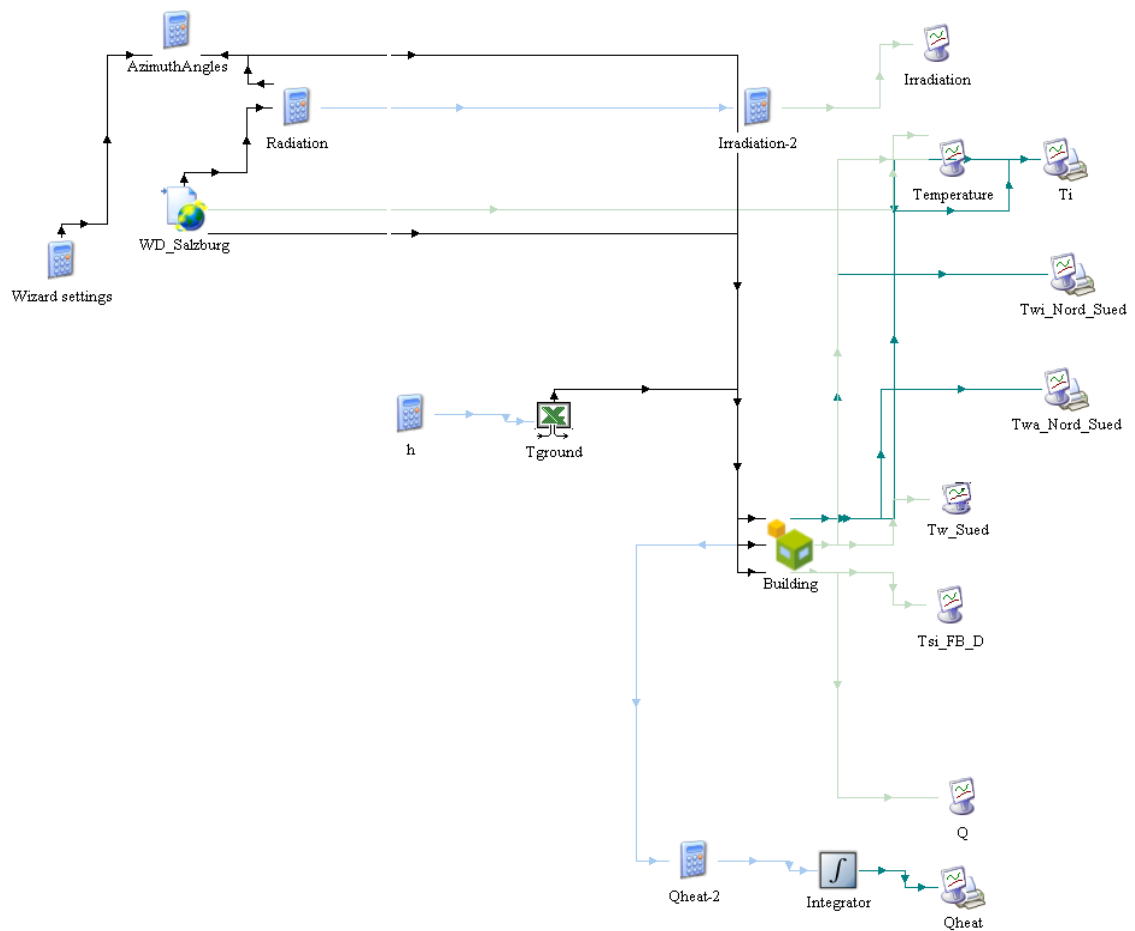 AzimuthAngles
Irradiation
Radiation
Irradiation-2
Temperature
Ti
WD_Salzburg
Wizard settings
Twi_Nord_Sued
Twa_Nord_Sued
h
Tground
Tw_Sued
Building
Tsi_FB_D
Q
Qheat-2
Integrator
Qheat